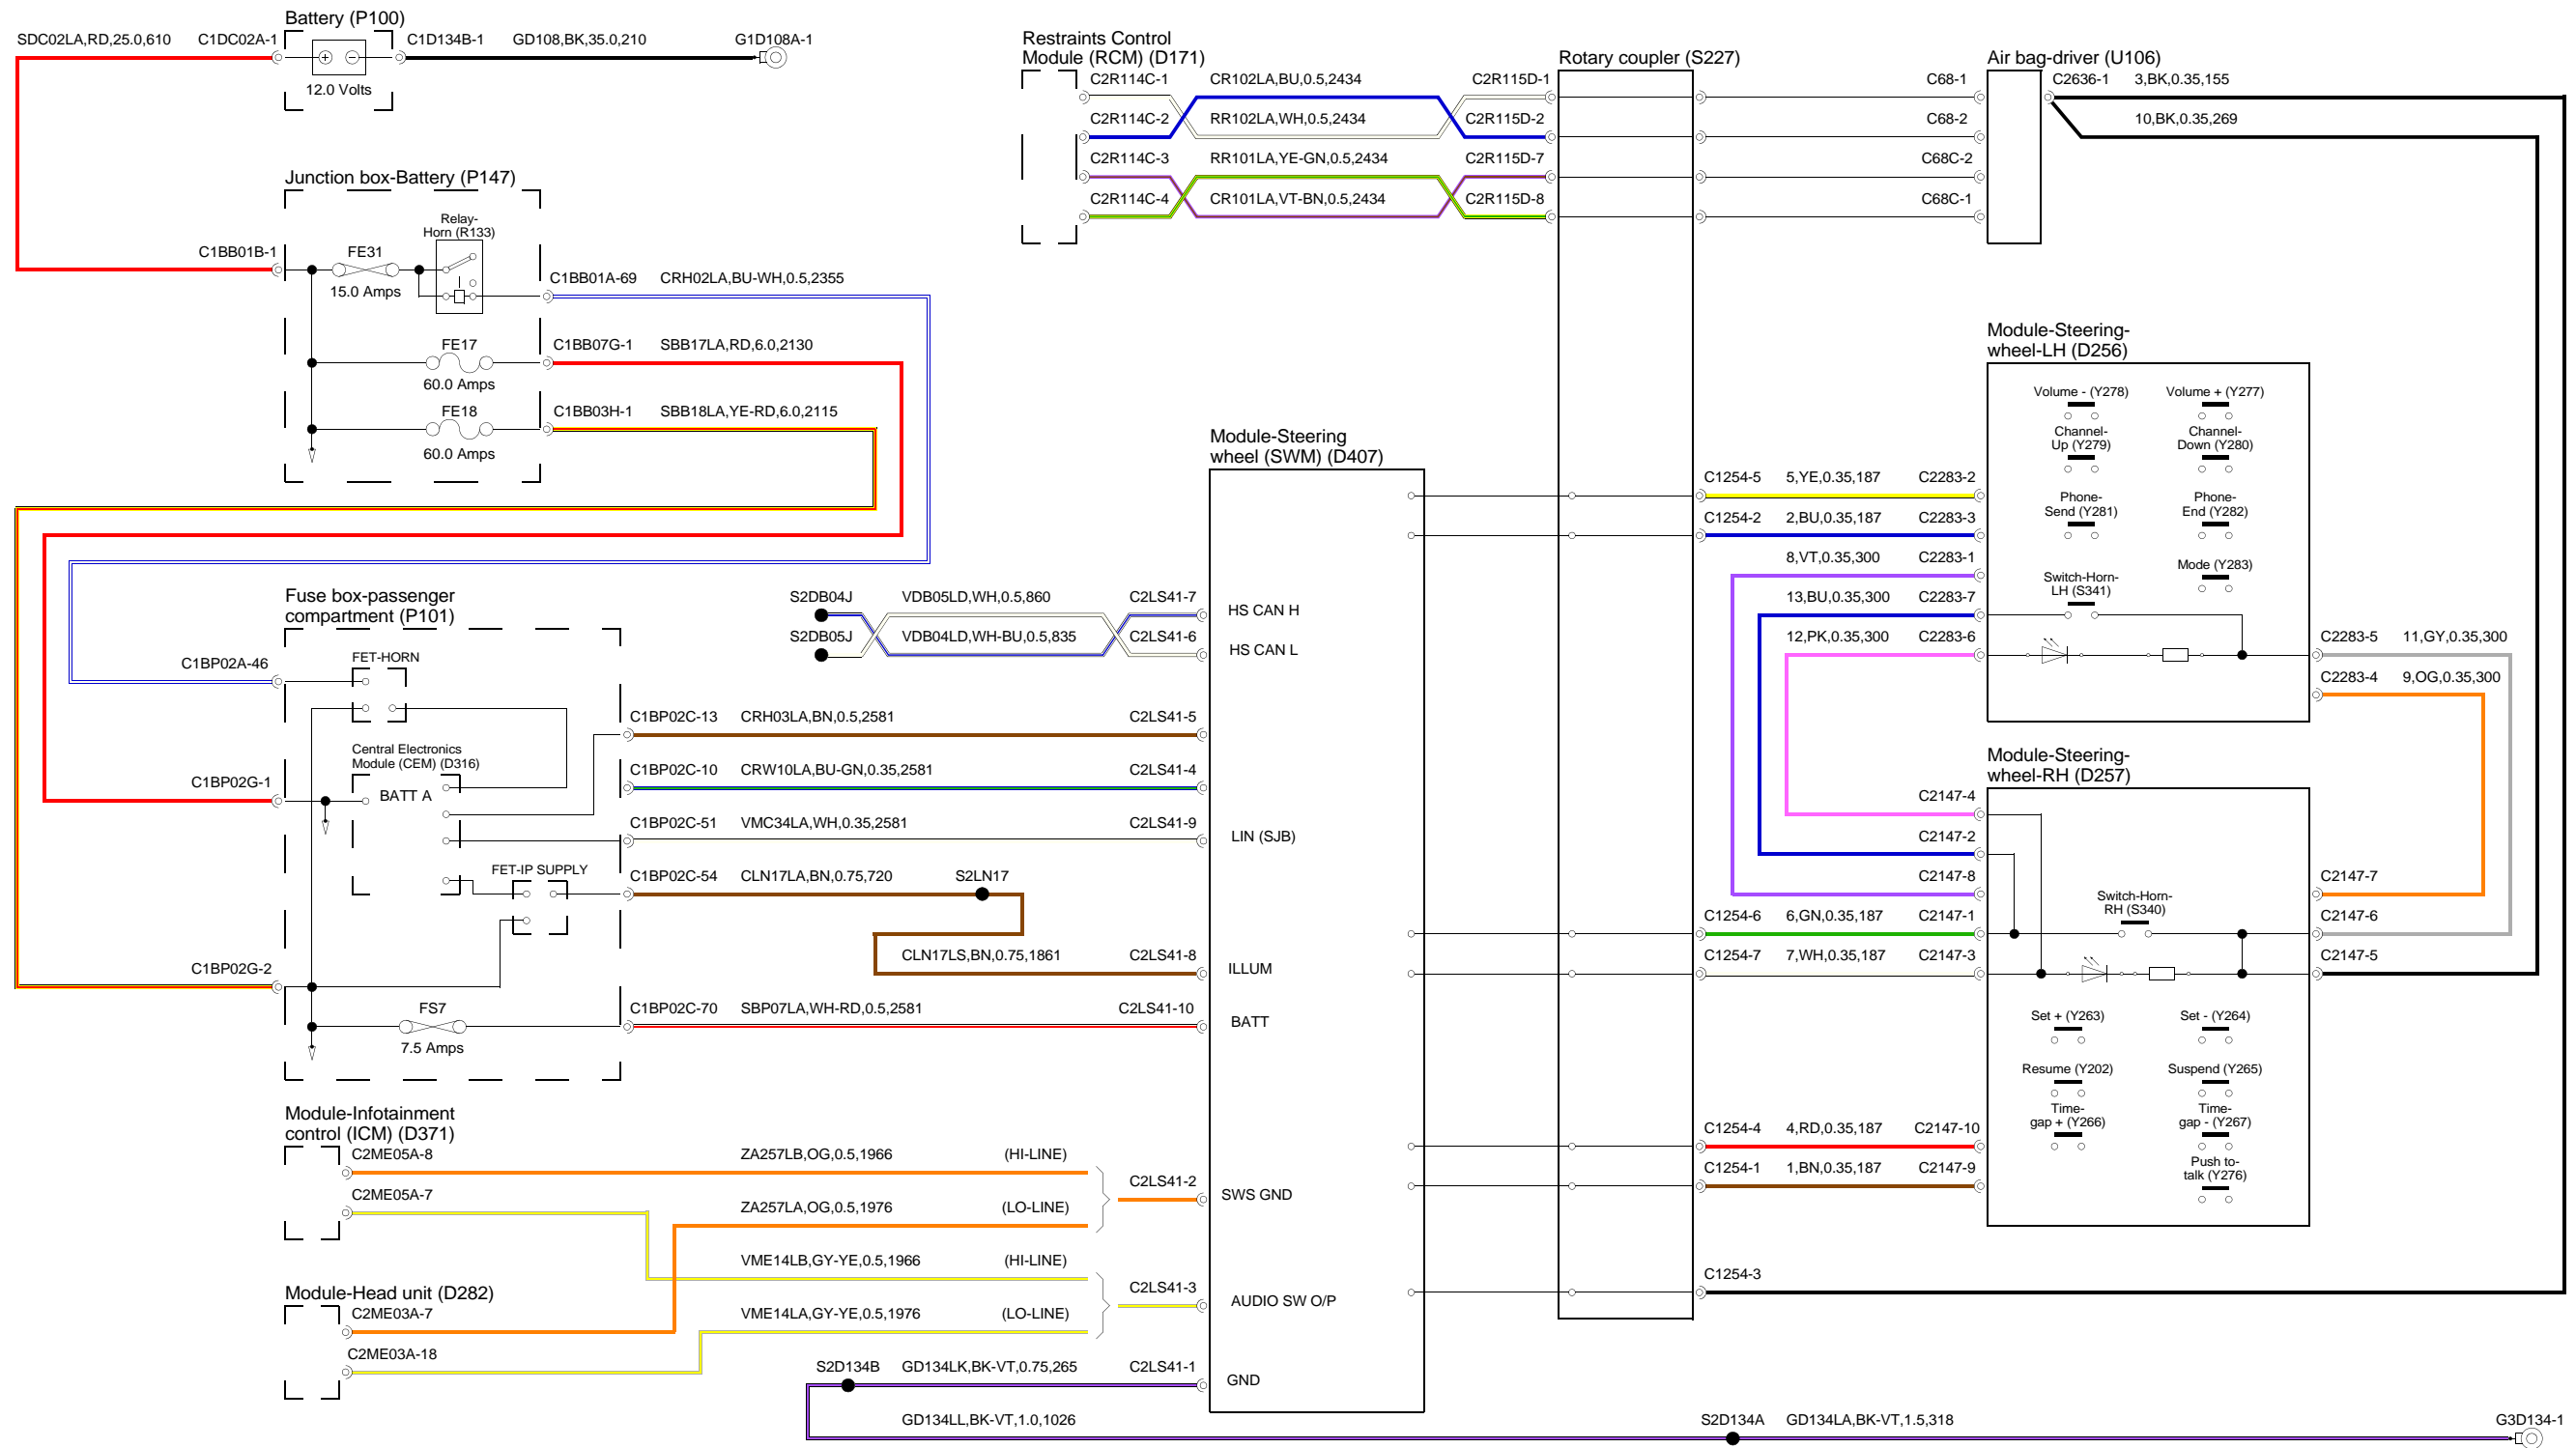 Battery (P100)
SDC02LA,RD,25.0,610
C1DC02A-1
C1D134B-1
GD108,BK,35.0,210
G1D108A-1
12.0 Volts
Junction box-Battery (P147)
Relay-
Horn (R133)
C1BB01B-1
FE31
15.0 Amps
C1BB01A-69
CRH02LA,BU-WH,0.5,2355
FE17
60.0 Amps
C1BB07G-1
SBB17LA,RD,6.0,2130
FE18
60.0 Amps
C1BB03H-1
SBB18LA,YE-RD,6.0,2115
Fuse box-passenger
compartment (P101)
C1BP02A-46
FET-HORN
Central Electronics
Module (CEM) (D316)
C1BP02G-1
BATT A
FET-IP SUPPLY
C1BP02G-2
FS7
7.5 Amps
S2DB04J
VDB05LD,WH,0.5,860
C2LS41-7
S2DB05J
VDB04LD,WH-BU,0.5,835
C2LS41-6
C1BP02C-13
CRH03LA,BN,0.5,2581
C2LS41-5
C1BP02C-10
CRW10LA,BU-GN,0.35,2581
C2LS41-4
C1BP02C-51
VMC34LA,WH,0.35,2581
C2LS41-9
C1BP02C-54
CLN17LA,BN,0.75,720
S2LN17
CLN17LS,BN,0.75,1861
C2LS41-8
C1BP02C-70
SBP07LA,WH-RD,0.5,2581
C2LS41-10
Module-Infotainment
control (ICM) (D371)
C2ME05A-8
ZA257LB,OG,0.5,1966
(HI-LINE)
C2ME05A-7
ZA257LA,OG,0.5,1976
(LO-LINE)
C2LS41-2
VME14LB,GY-YE,0.5,1966
(HI-LINE)
Module-Head unit (D282)
C2ME03A-7
VME14LA,GY-YE,0.5,1976
(LO-LINE)
C2LS41-3
C2ME03A-18
S2D134B
GD134LK,BK-VT,0.75,265
C2LS41-1
GD134LL,BK-VT,1.0,1026
S2D134A
GD134LA,BK-VT,1.5,318
G3D134-1
Module-Steering
wheel (SWM) (D407)
HS CAN H
HS CAN L
LIN (SJB)
ILLUM
BATT
SWS GND
AUDIO SW O/P
GND
Restraints Control
Module (RCM) (D171)
C2R114C-1
CR102LA,BU,0.5,2434
C2R115D-1
C2R114C-2
RR102LA,WH,0.5,2434
C2R115D-2
C2R114C-3
RR101LA,YE-GN,0.5,2434
C2R115D-7
C2R114C-4
CR101LA,VT-BN,0.5,2434
C2R115D-8
Rotary coupler (S227)
Air bag-driver (U106)
C68-1
C68-2
C68C-2
C68C-1
C2636-1
3,BK,0.35,155
10,BK,0.35,269
Module-Steering-
wheel-LH (D256)
Volume - (Y278)
Volume + (Y277)
Channel-
Up (Y279)
Channel-
Down (Y280)
Phone-
Send (Y281)
Phone-
End (Y282)
Mode (Y283)
Switch-Horn-
LH (S341)
C1254-5
5,YE,0.35,187
C2283-2
C1254-2
2,BU,0.35,187
C2283-3
8,VT,0.35,300
C2283-1
13,BU,0.35,300
C2283-7
12,PK,0.35,300
C2283-6
C2283-5
11,GY,0.35,300
C2283-4
9,OG,0.35,300
Module-Steering-
wheel-RH (D257)
C2147-4
C2147-2
C2147-8
C1254-6
6,GN,0.35,187
C2147-1
C1254-7
7,WH,0.35,187
C2147-3
Switch-Horn-
RH (S340)
C2147-7
C2147-6
C2147-5
Set + (Y263)
Set - (Y264)
Resume (Y202)
Suspend (Y265)
Time-
gap + (Y266)
Time-
gap - (Y267)
Push to-
talk (Y276)
C1254-4
4,RD,0.35,187
C2147-10
C1254-1
1,BN,0.35,187
C2147-9
C1254-3